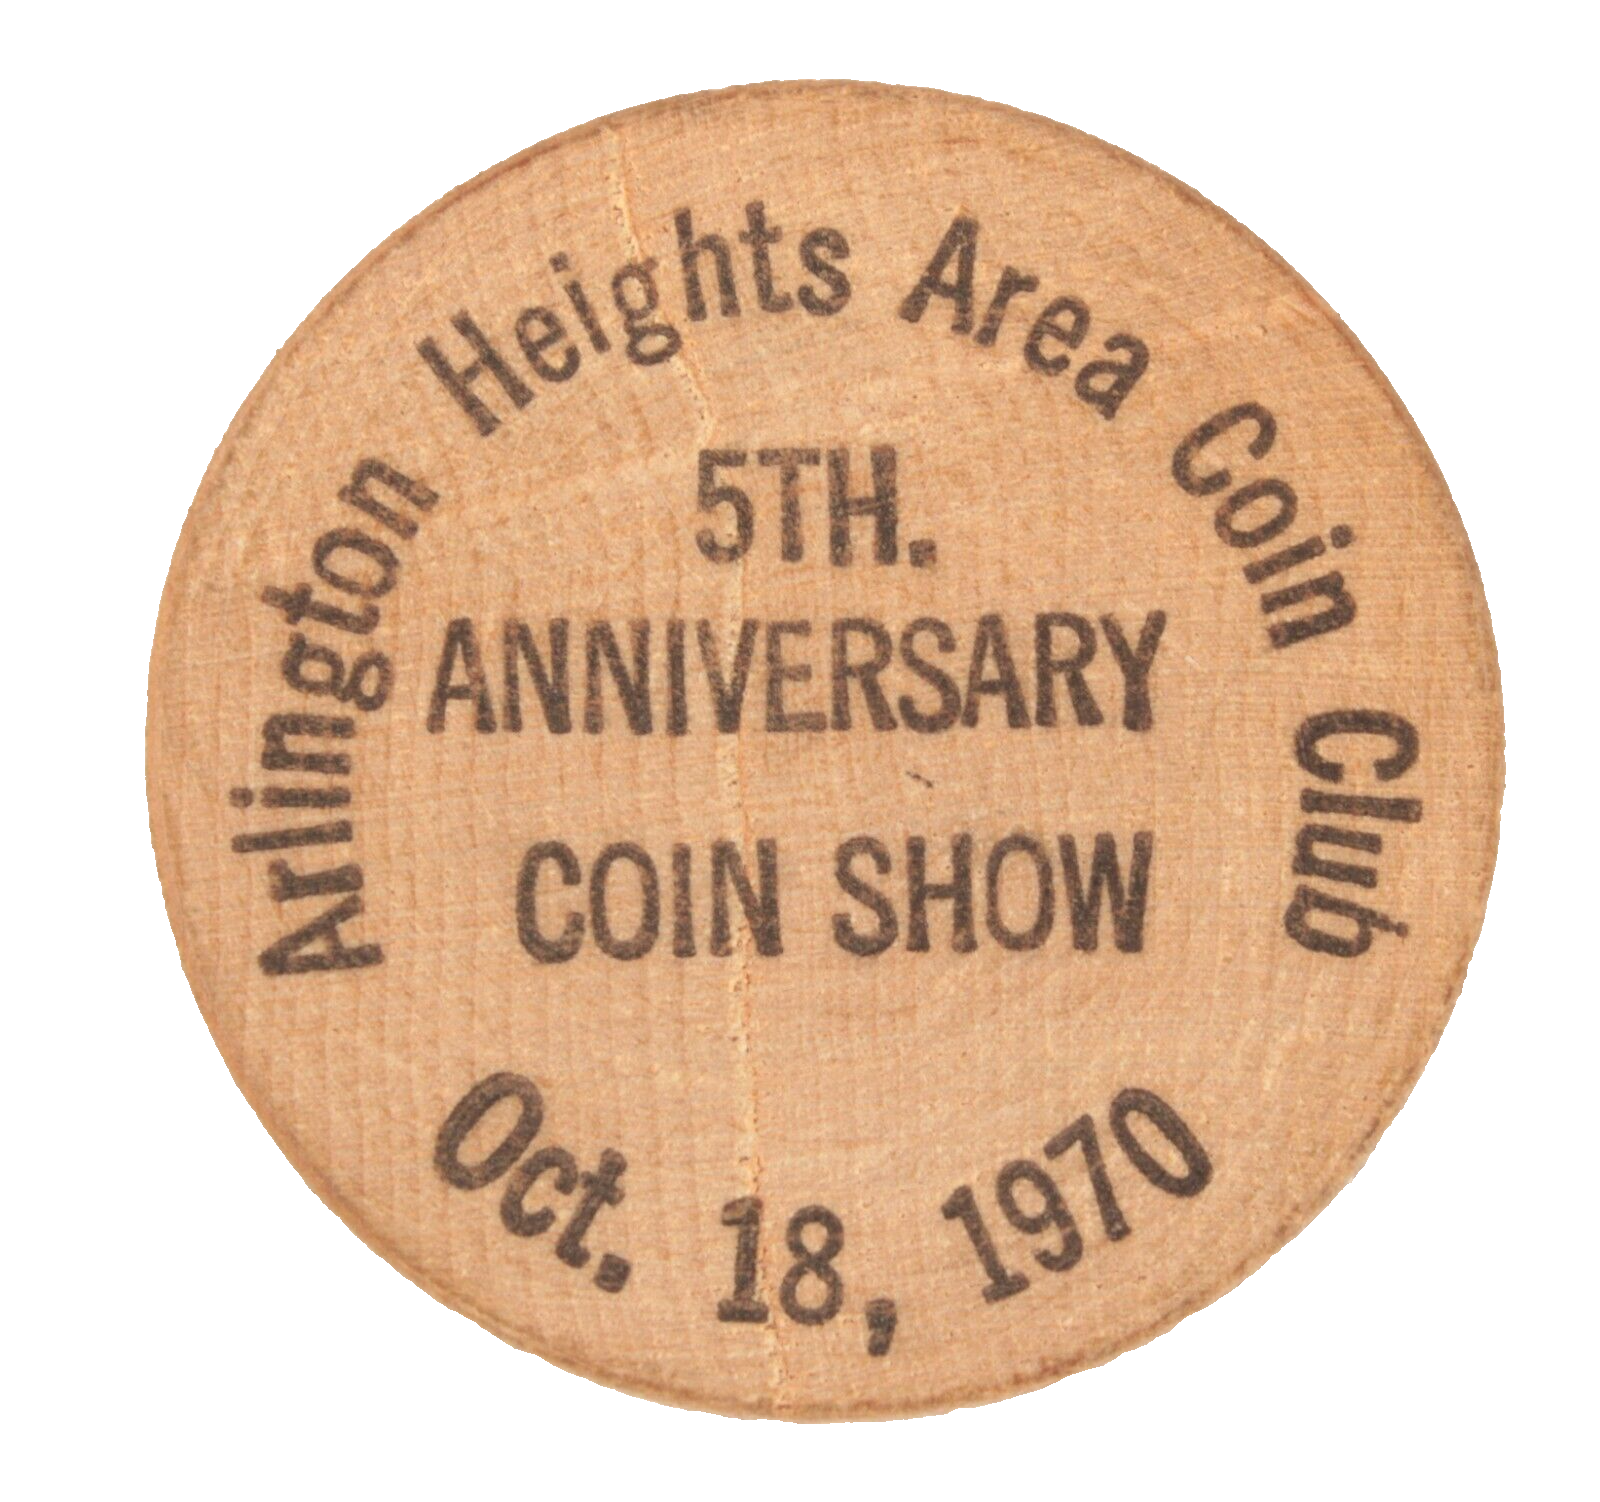 Arlington Heights Area Coin Club
5TH.
ANNIVERSARY
COIN SHOW
Oct. 18, 1970